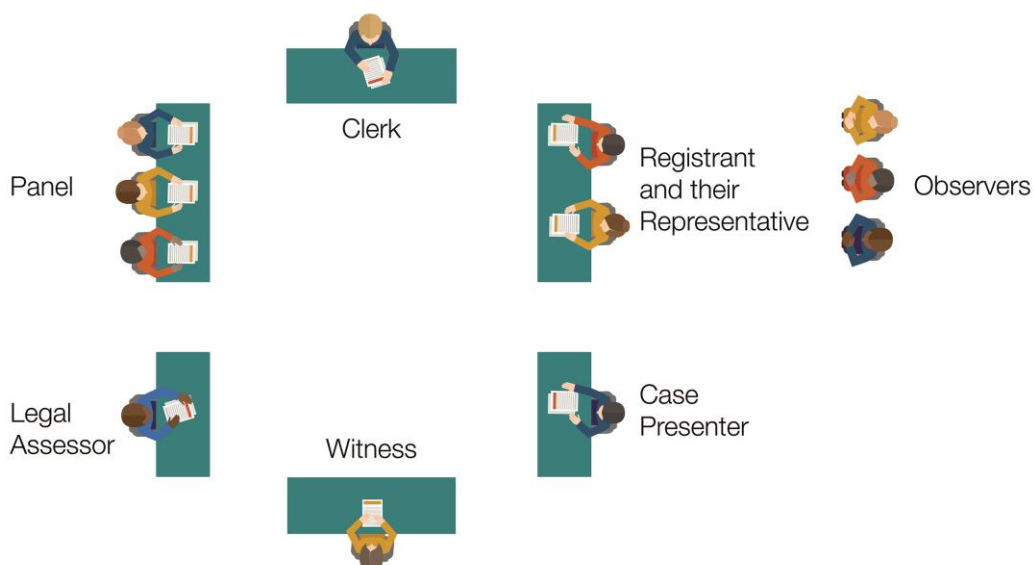 Clerk
Panel
Registrant
and their
Representative
Observers
Legal
Assessor
Witness
Case
Presenter